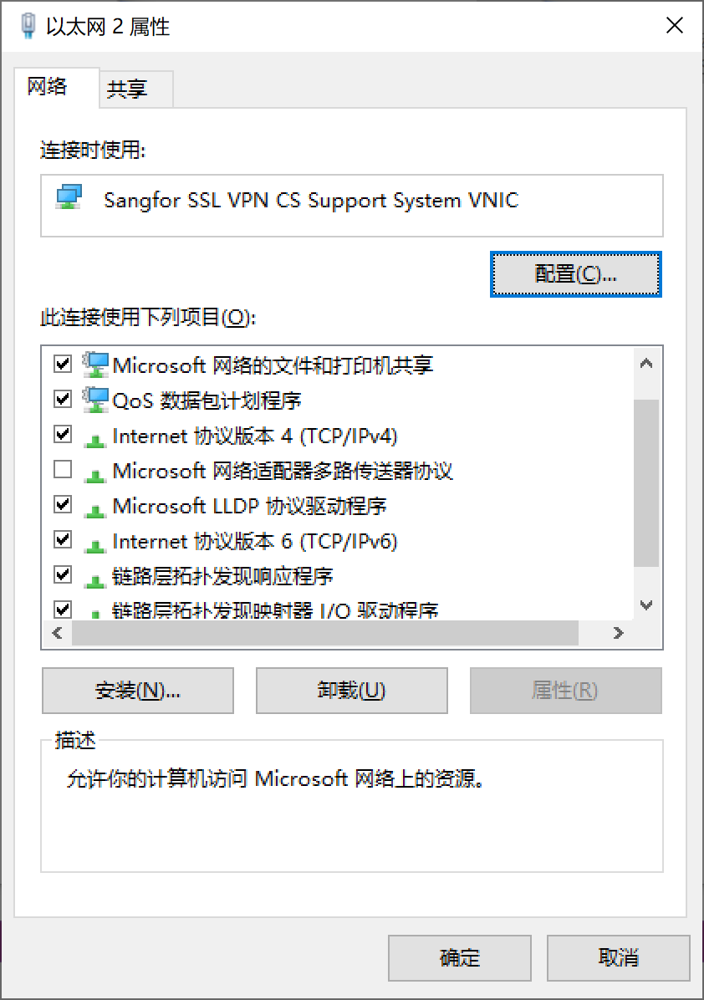 以太网 2 属性
网络
共享
连接时使用:
Sangfor SSL VPN CS Support System VNIC
配置(C)...
此连接使用下列项目(O):
Microsoft 网络的文件和打印机共享
QoS 数据包计划程序
Internet 协议版本 4 (TCP/IPv4)
Microsoft 网络适配器多路传送器协议
Microsoft LLDP 协议驱动程序
Internet 协议版本 6 (TCP/IPv6)
链路层拓扑发现响应程序
链路层拓扑发现映射器 I/O 驱动程序
安装(N)...
卸载(U)
属性(R)
描述
允许你的计算机访问 Microsoft 网络上的资源。
确定
取消